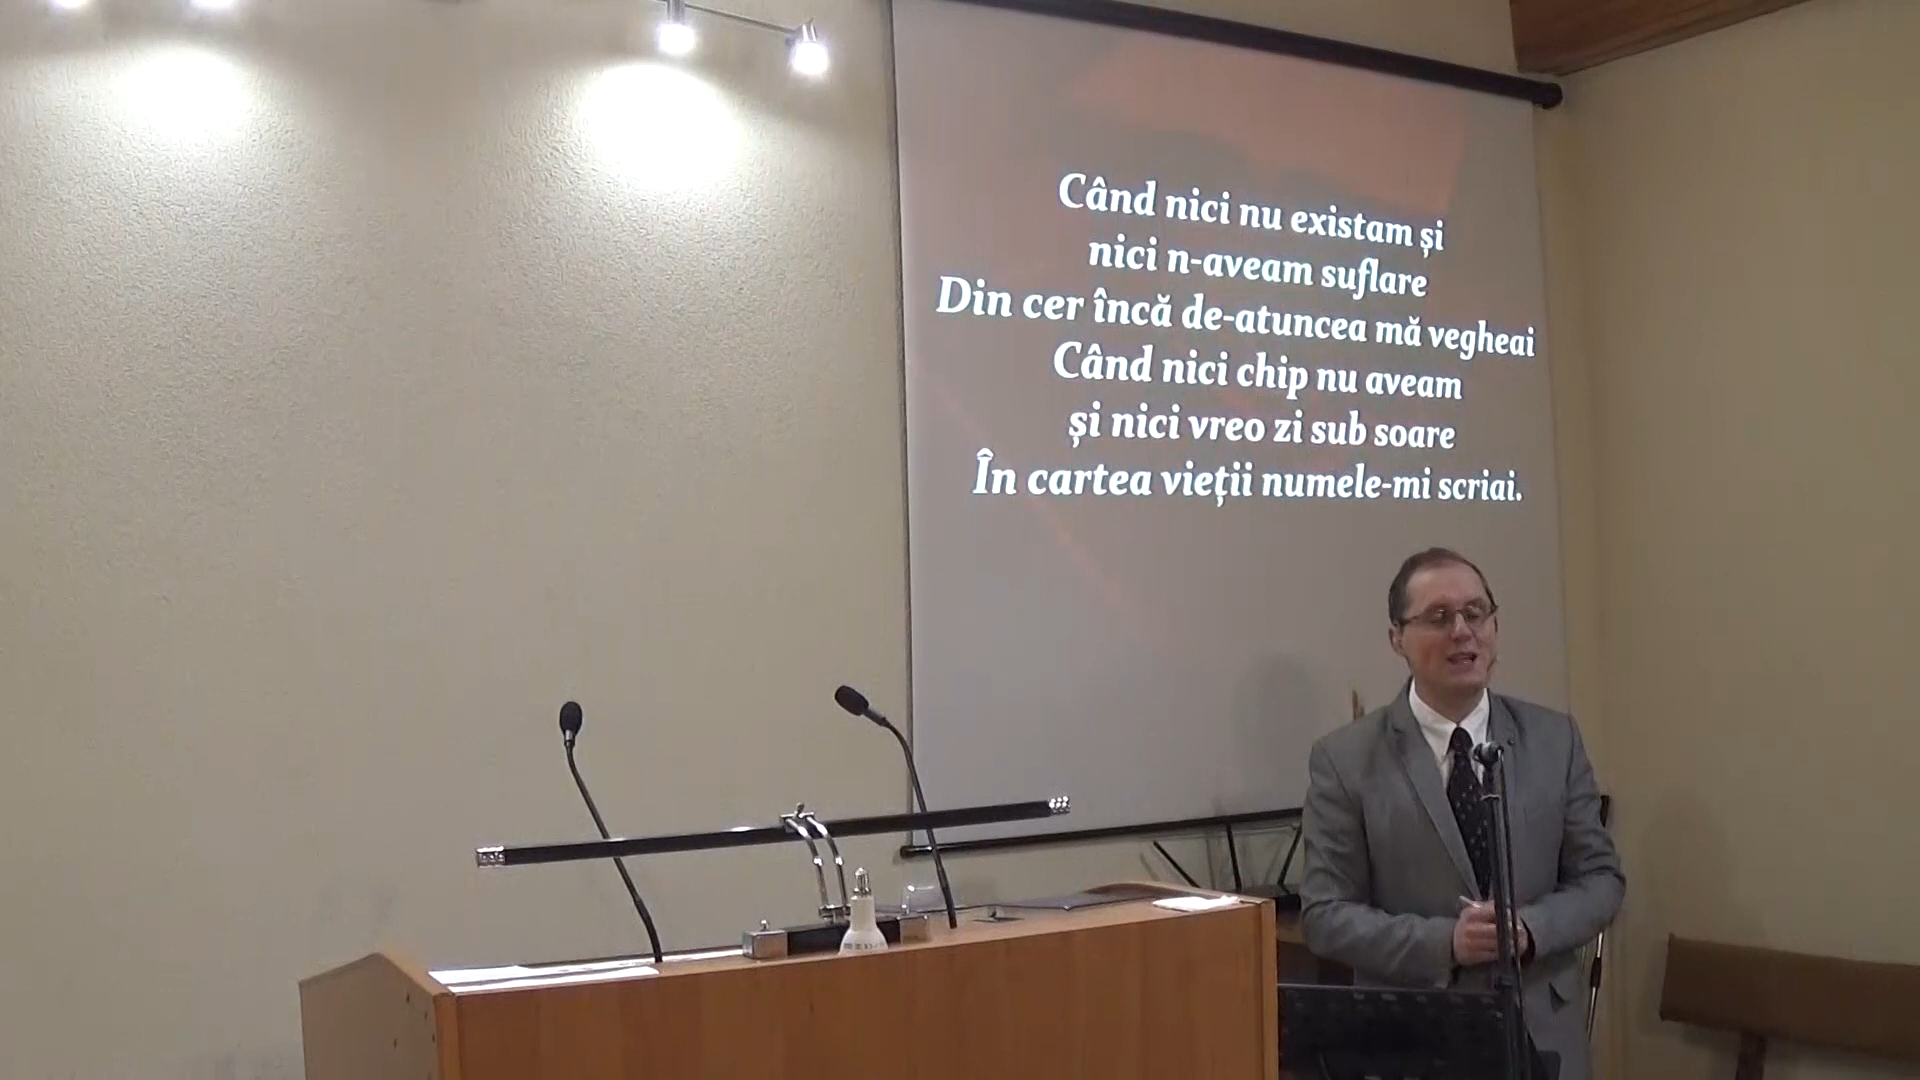 Când nici nu existam și
nici n-aveam suflare
Din cer încă de-atuncea mă vegheai
Când nici chip nu aveam
și nici vreo zi sub soare
În cartea vieții numele-mi scriai.